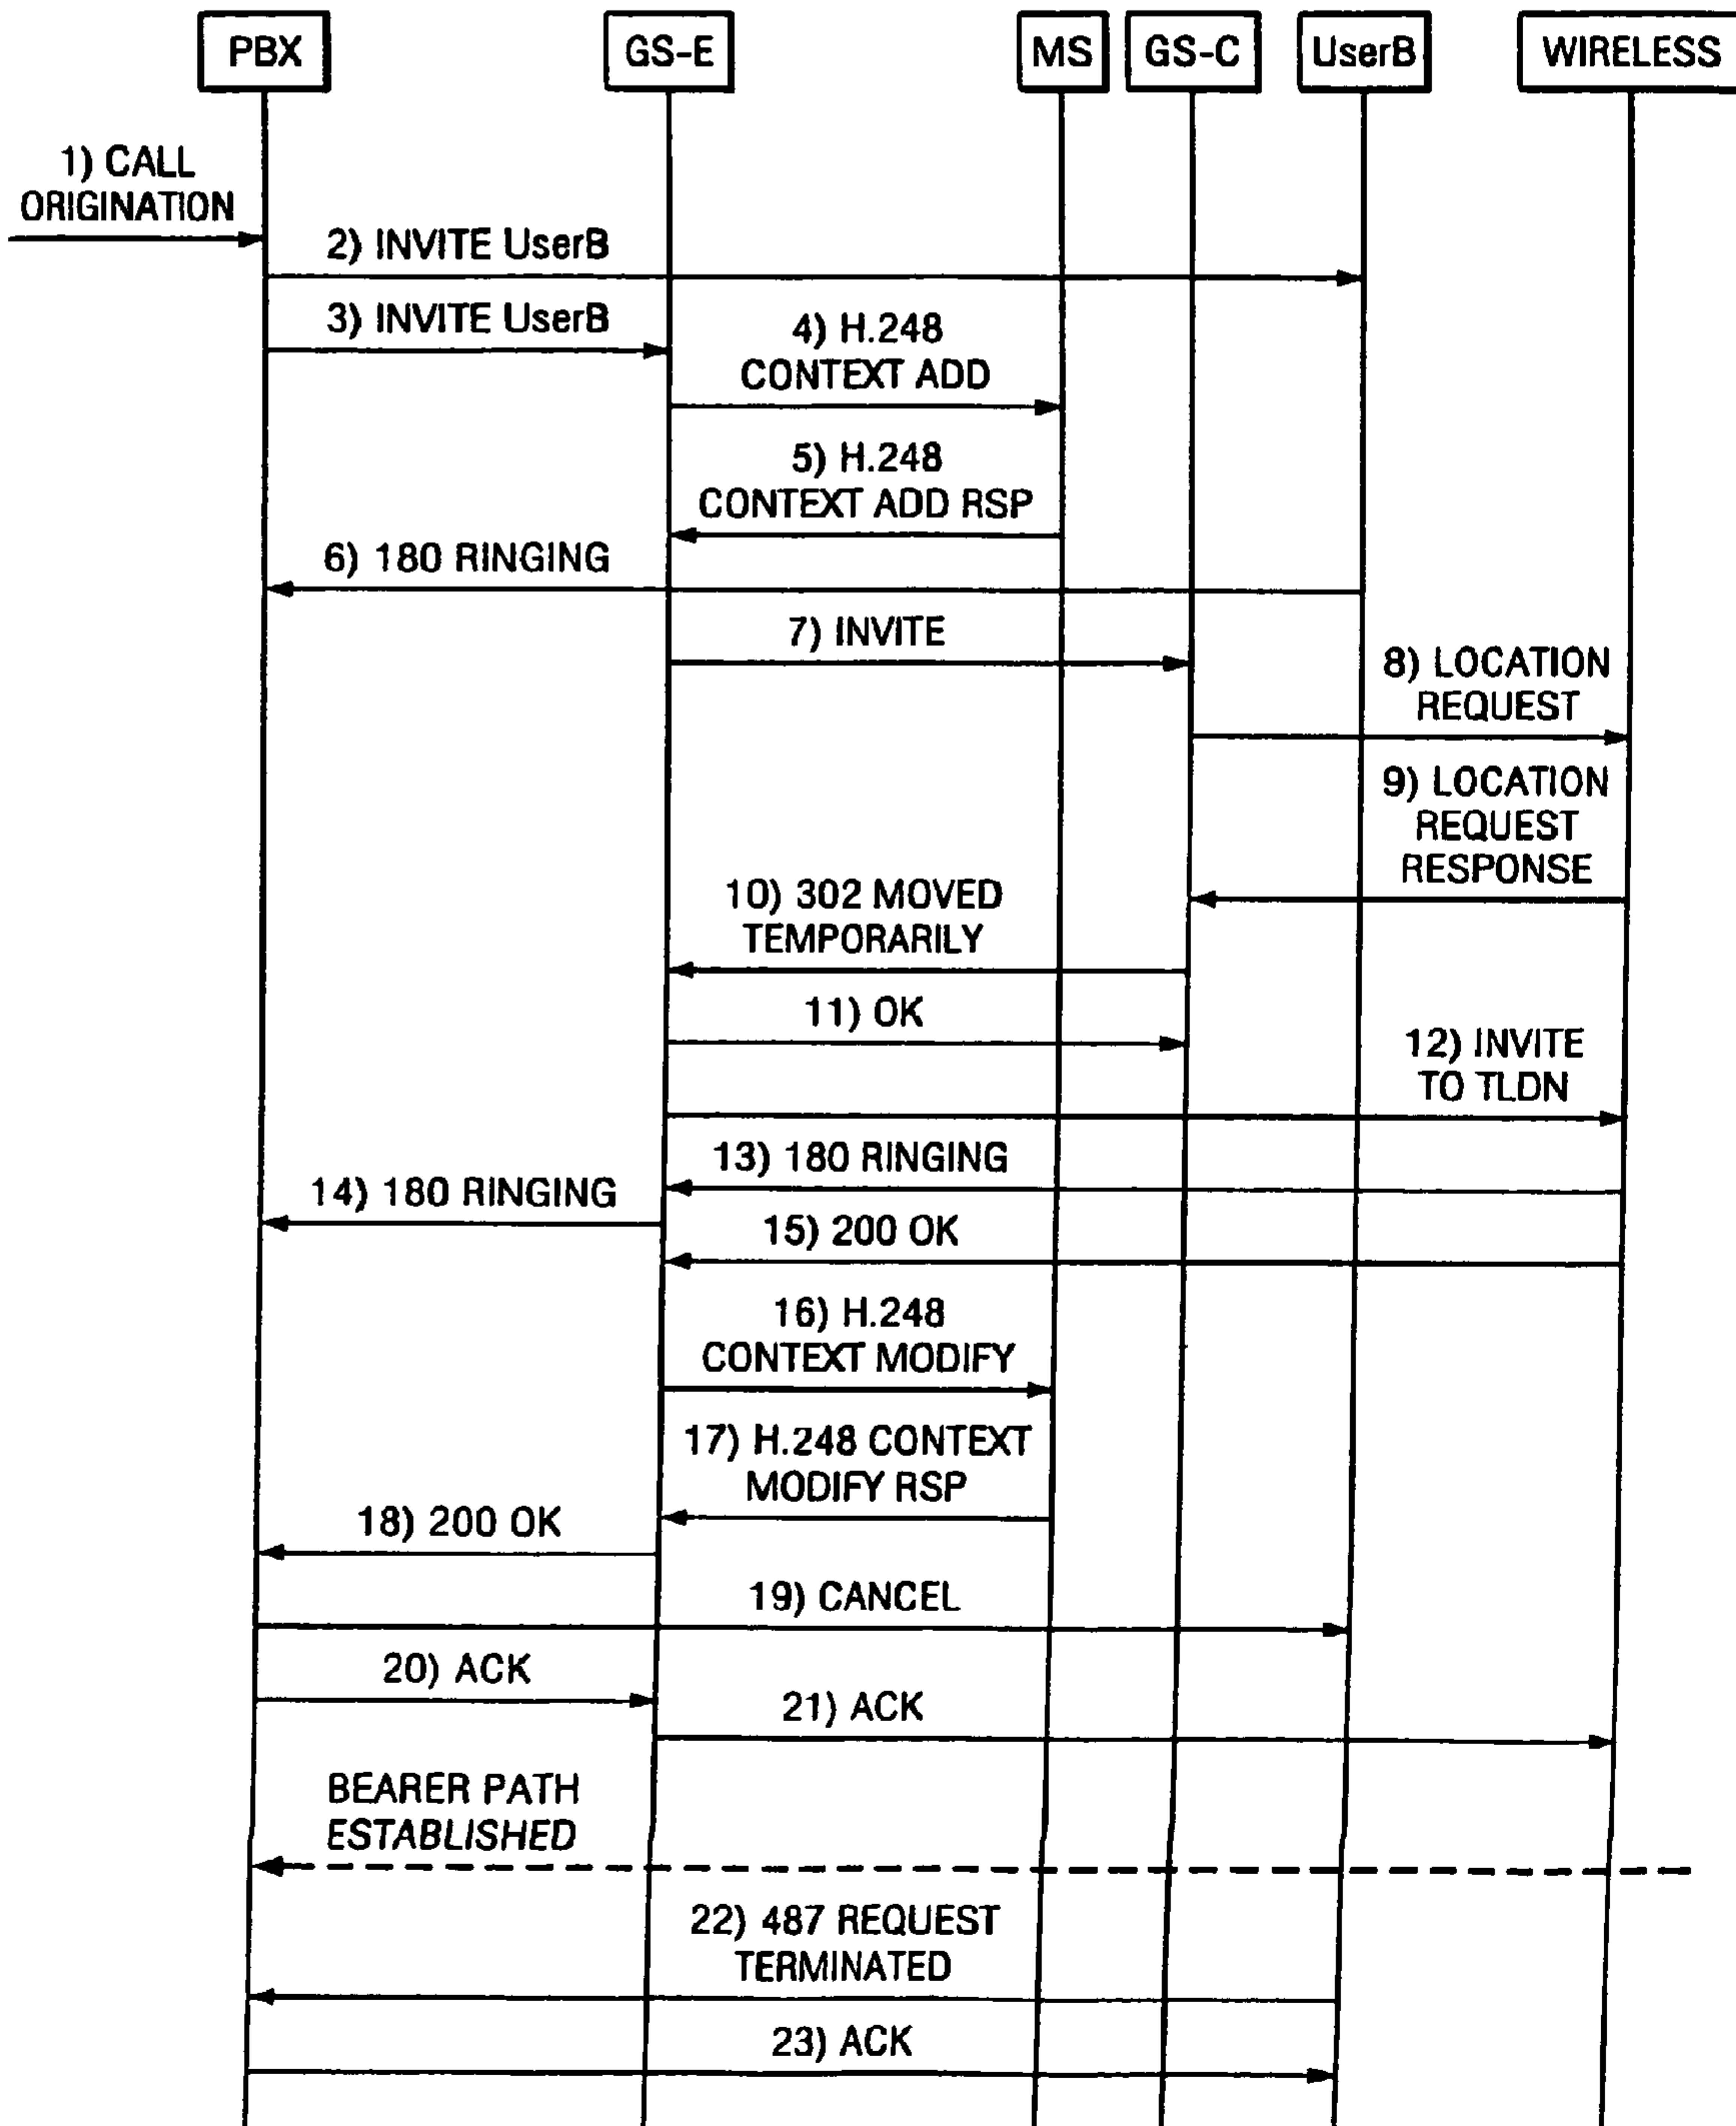 PBX
GS-E
MS
GS-C
UserB
WIRELESS
1) CALL
ORIGINATION
2) INVITE UserB
3) INVITE UserB
4) H.248
CONTEXT ADD
5) H.248
CONTEXT ADD RSP
6) 180 RINGING
7) INVITE
8) LOCATION
REQUEST
9) LOCATION
REQUEST
RESPONSE
10) 302 MOVED
TEMPORARILY
11) OK
12) INVITE
TO TLDN
13) 180 RINGING
14) 180 RINGING
15) 200 OK
16) H.248
CONTEXT MODIFY
17) H.248 CONTEXT
MODIFY RSP
18) 200 OK
19) CANCEL
20) ACK
21) ACK
BEARER PATH
ESTABLISHED
22) 487 REQUEST
TERMINATED
23) ACK